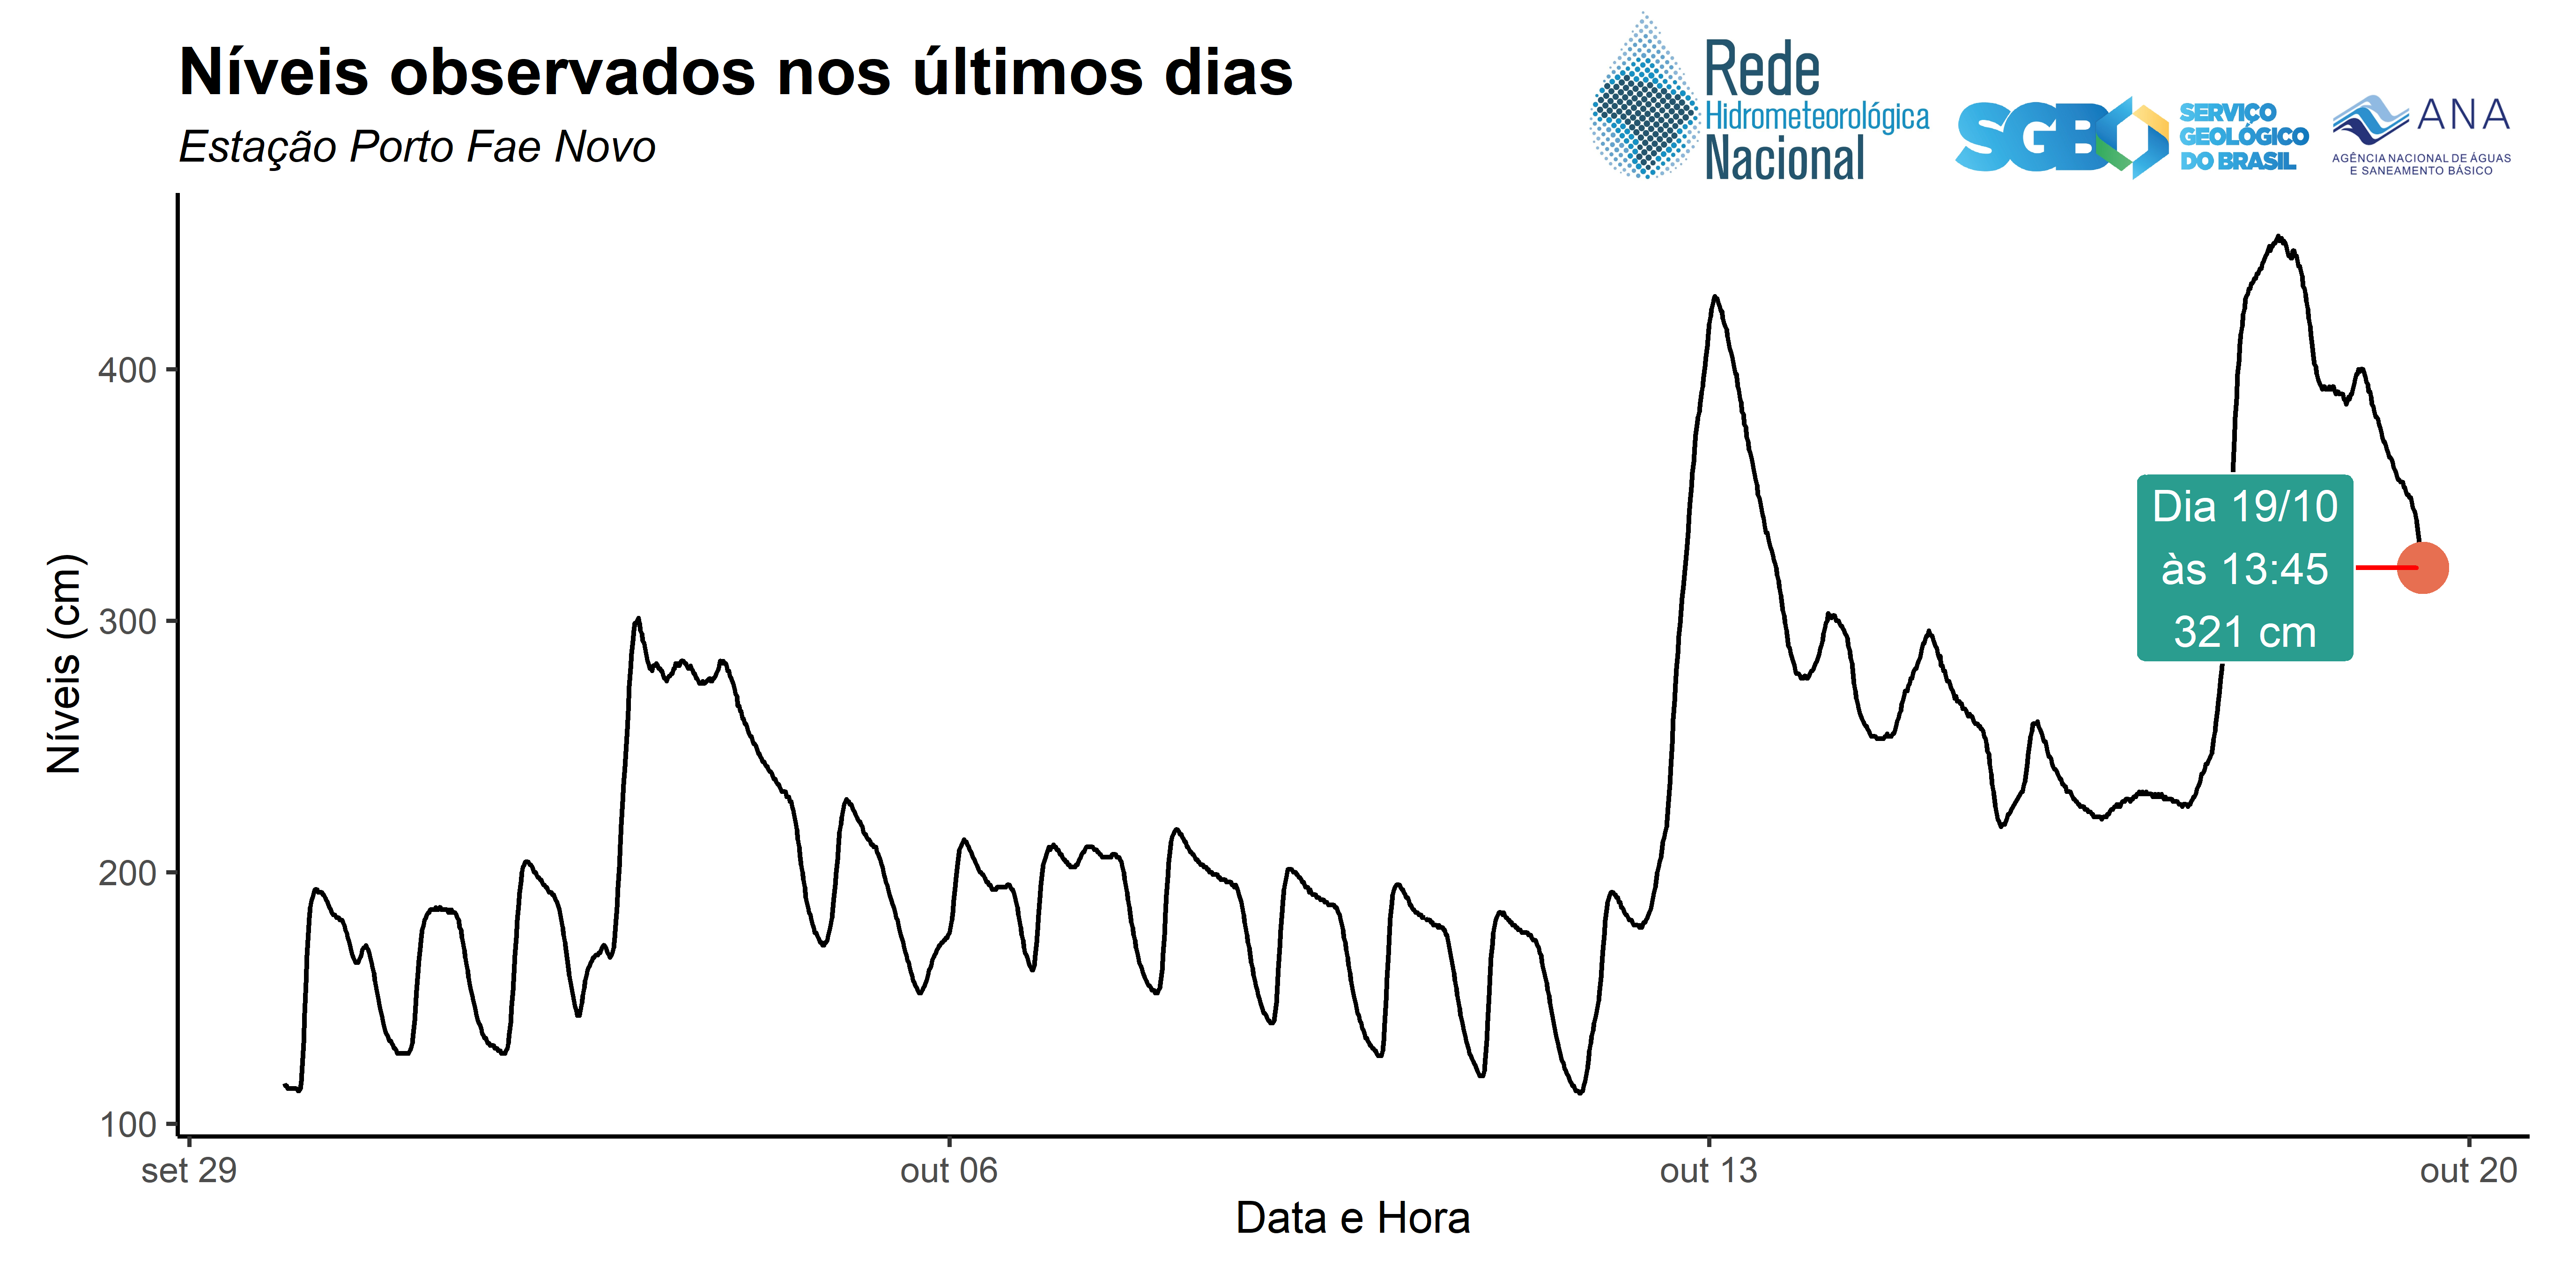 Níveis observados nos últimos dias
Estação Porto Fae Novo
Rede
Hidrometeorológica
Nacional
SGB
SERVIÇO
GEOLÓGICO
DO BRASIL
ANA
AGÊNCIA NACIONAL DE ÁGUAS
E SANEAMENTO BÁSICO
Níveis (cm)
400
300
200
100
Dia 19/10
às 13:45
321 cm
set 29
out 06
out 13
out 20
Data e Hora